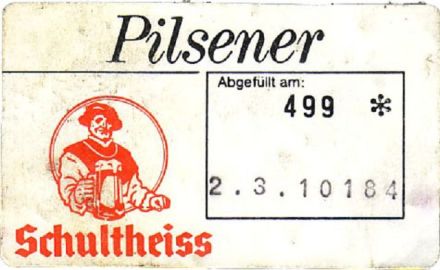 Pilsener
Abgefüllt am:
499 *
2.3.10184
Schultheiss